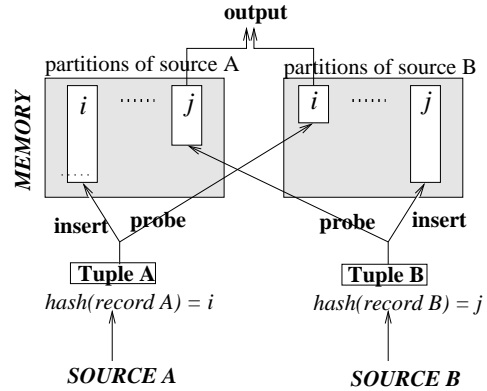 output
partitions of source A
partitions of source B
MEMORY
i ...... j
i ...... j
......
insert
probe
probe
insert
Tuple A
Tuple B
hash(record A) = i
hash(record B) = j
SOURCE A
SOURCE B